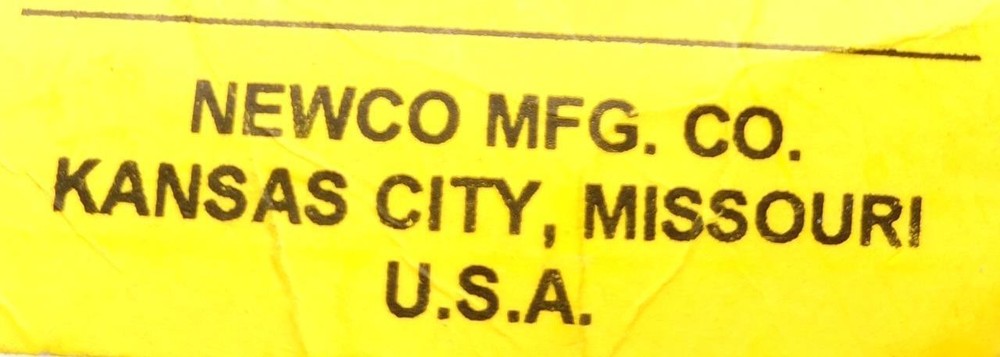 NEWCO MFG. CO.
KANSAS CITY, MISSOURI
U.S.A.